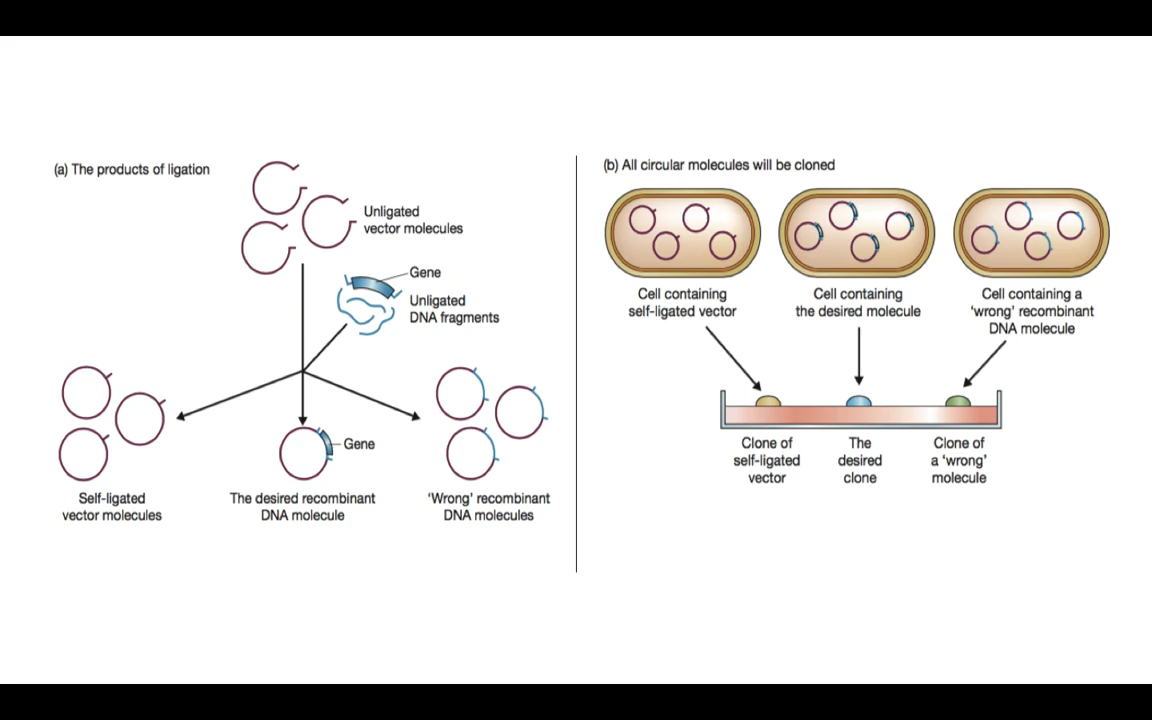 (a) The products of ligation
Unligated
vector molecules
Gene
Unligated
DNA fragments
Gene
Self-ligated
vector molecules
The desired recombinant
DNA molecule
‘Wrong’ recombinant
DNA molecules
(b) All circular molecules will be cloned
Cell containing
self-ligated vector
Cell containing
the desired molecule
Cell containing a
‘wrong’ recombinant
DNA molecule
Clone of
self-ligated
vector
The
desired
clone
Clone of
a ‘wrong’
molecule